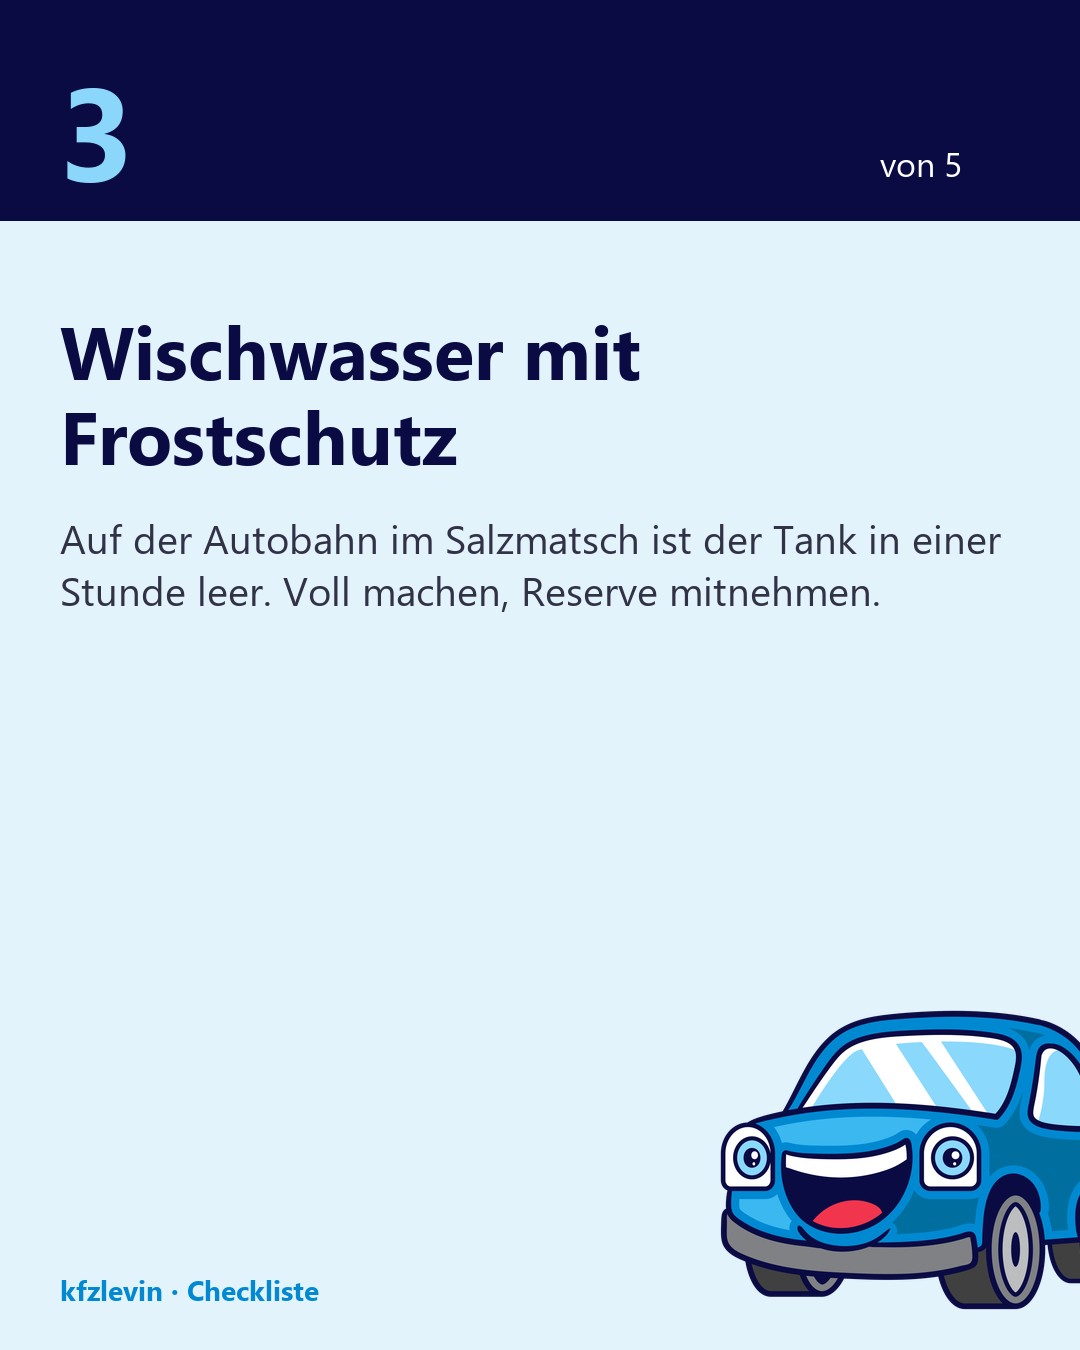 3
von 5
Wischwasser mit
Frostschutz
Auf der Autobahn im Salzmatsch ist der Tank in einer
Stunde leer. Voll machen, Reserve mitnehmen.
kfzlevin · Checkliste